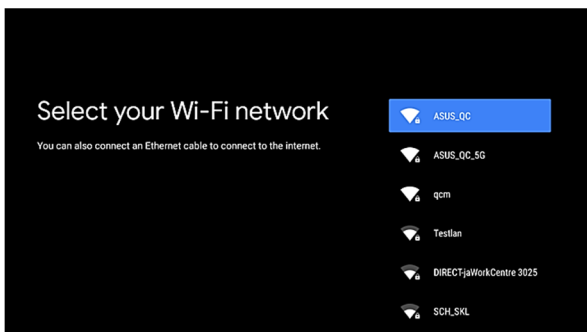 Select your Wi-Fi network
You can also connect an Ethernet cable to connect to the internet.
ASUS_QC
ASUS_QC_5G
qcm
Testlan
DIRECT-jaWorkCentre 3025
SCH_SKL